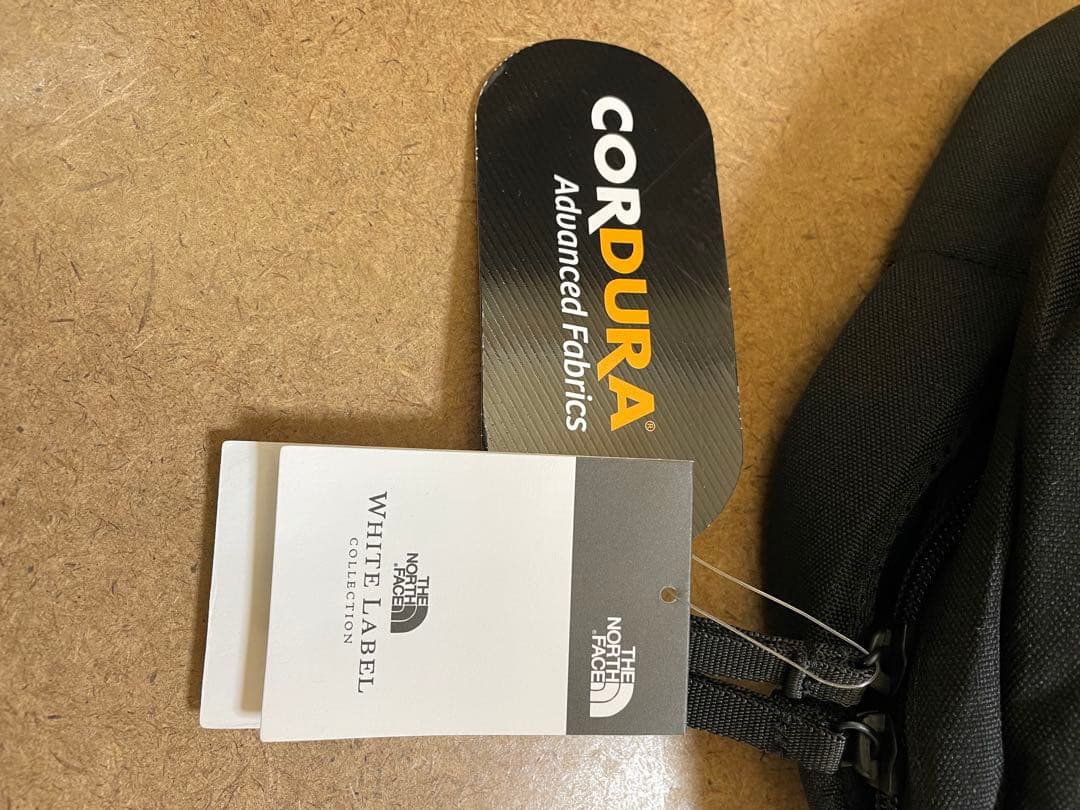 CORDURA®
Advanced Fabrics
THE
NORTH
FACE
THE
NORTH
FACE
WHITE LABEL
COLLECTION